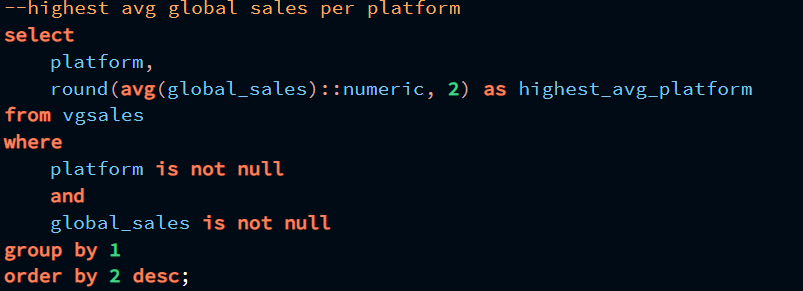 --highest avg global sales per platform
select
    platform,
    round(avg(global_sales)::numeric, 2) as highest_avg_platform
from vgsales
where
    platform is not null
    and
    global_sales is not null
group by 1
order by 2 desc;